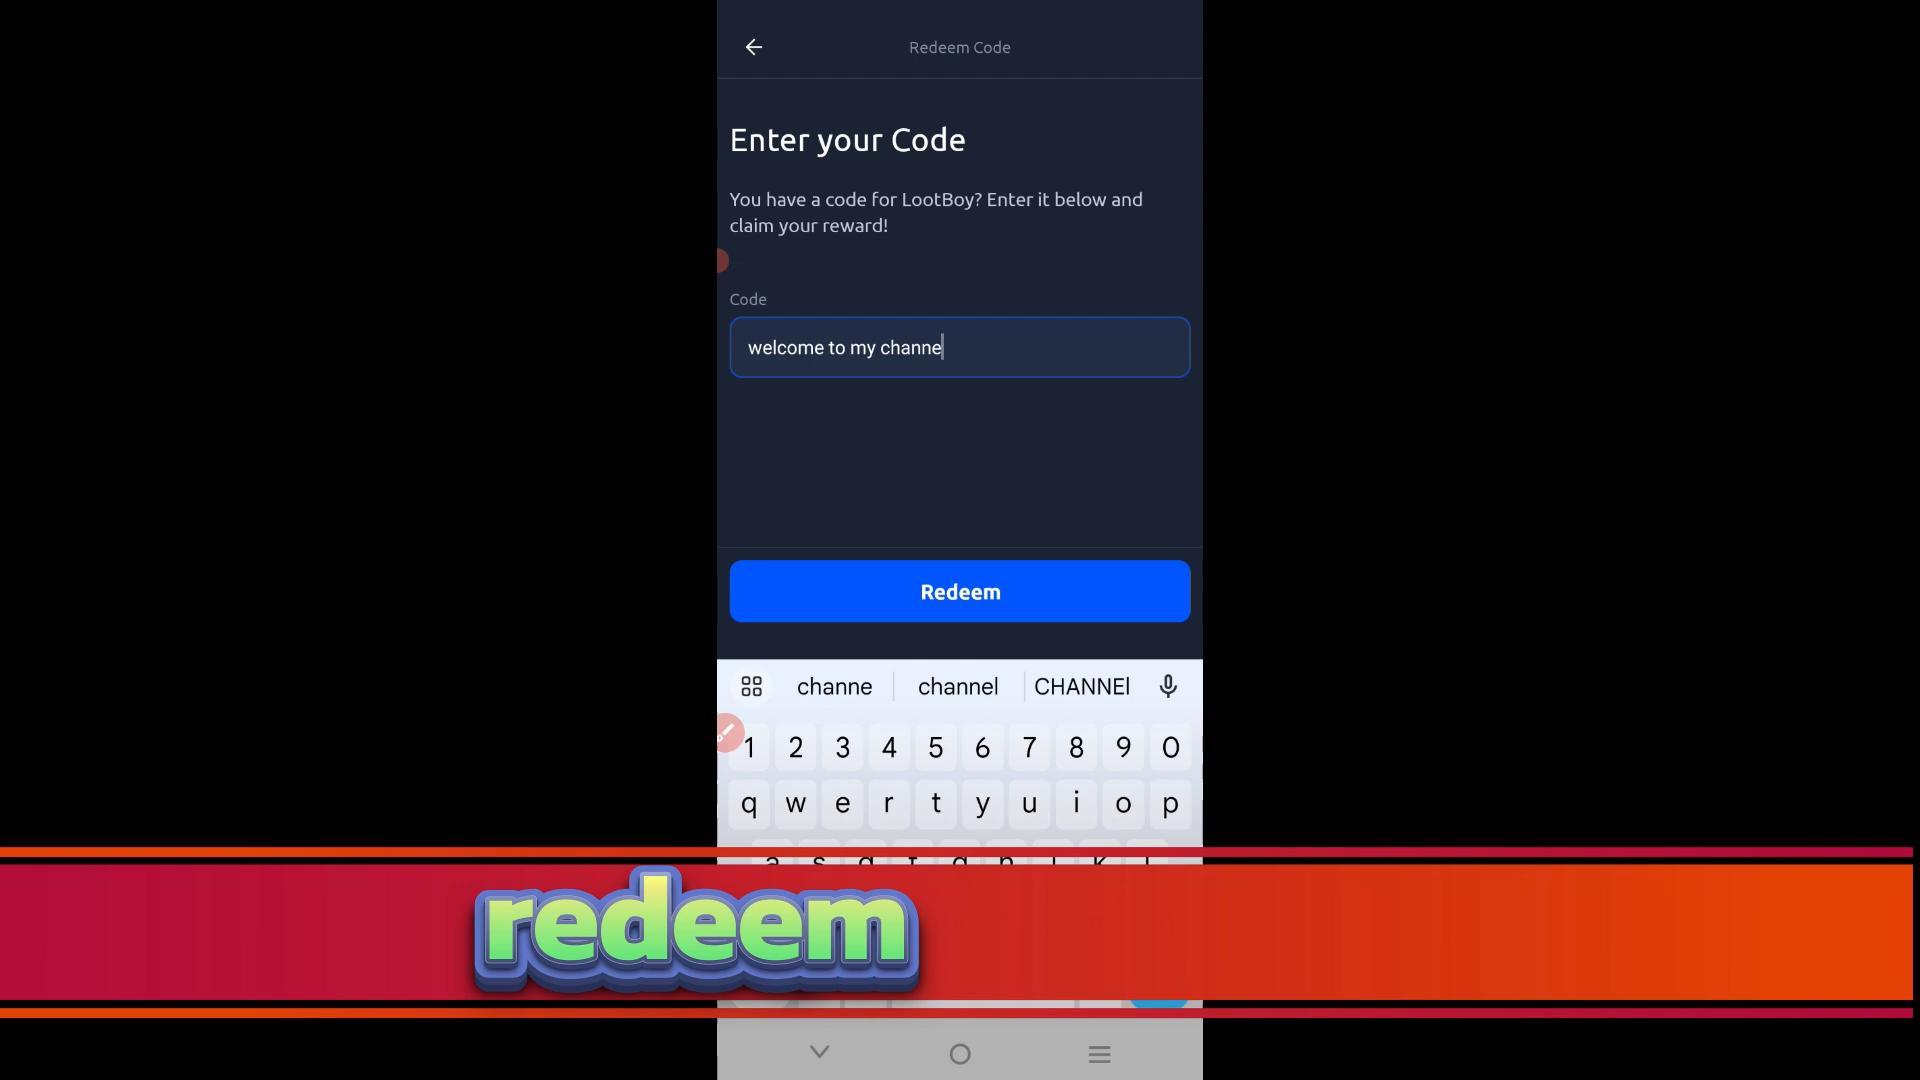 Redeem Code
Enter your Code
You have a code for LootBoy? Enter it below and
claim your reward!
Code
welcome to my channe
Redeem
channe channel CHANNEl
1 2 3 4 5 6 7 8 9 0
q w e r t y u i o p
a s d f g h j k l
redeem